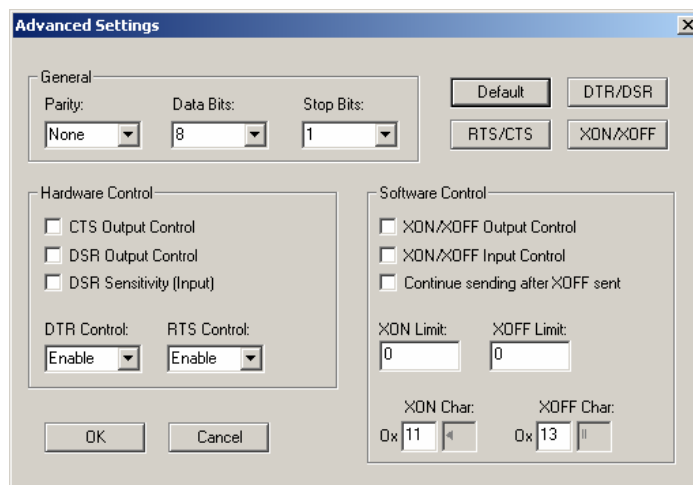 Advanced Settings
General
Parity: Data Bits: Stop Bits:
None 8 1
Default DTR/DSR
RTS/CTS XON/XOFF
Hardware Control
CTS Output Control
DSR Output Control
DSR Sensitivity (Input)
DTR Control: RTS Control:
Enable Enable
OK Cancel
Software Control
XON/XOFF Output Control
XON/XOFF Input Control
Continue sending after XOFF sent
XON Limit: XOFF Limit:
0 0
XON Char: XOFF Char:
0x 11 ◄ 0x 13 ‼